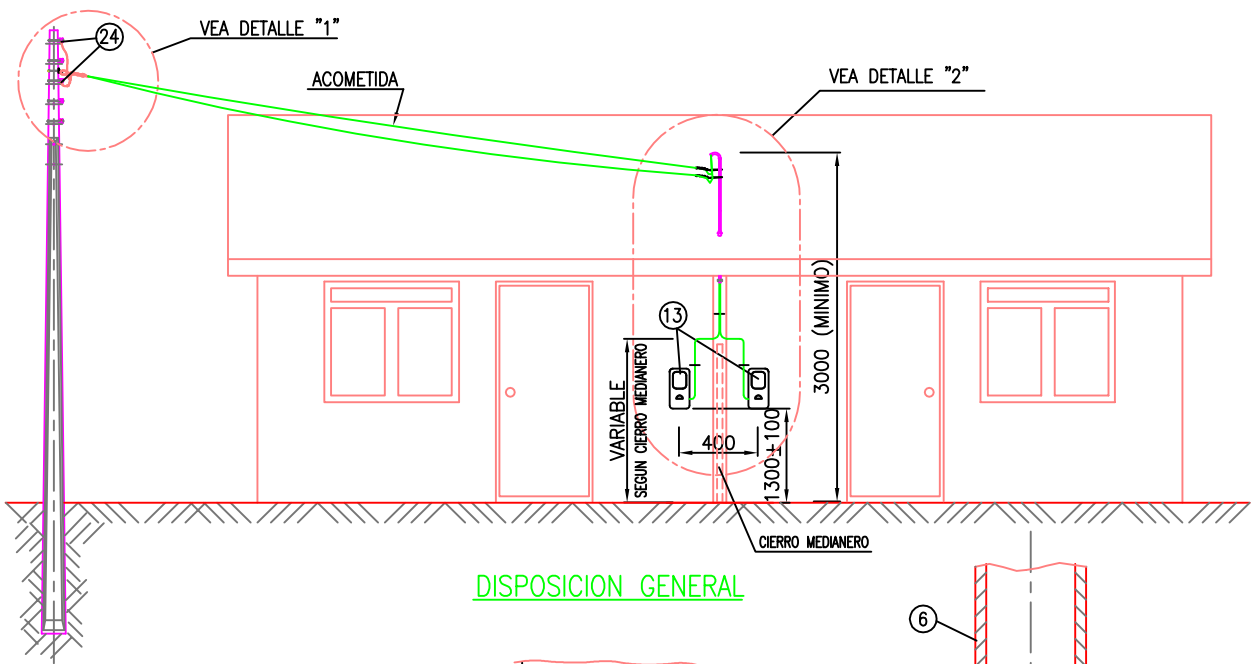 VEA DETALLE "1"
24
ACOMETIDA
VEA DETALLE "2"
13
3000 (MINIMO)
VARIABLE
SEGUN CIERRO MEDIANERO
400
1300±100
CIERRO MEDIANERO
DISPOSICION GENERAL
6